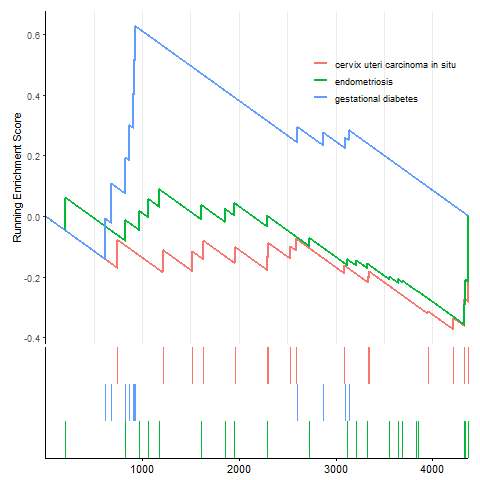 Running Enrichment Score
0.6
0.4
0.2
0.0
-0.2
-0.4
cervix uteri carcinoma in situ
endometriosis
gestational diabetes
1000 2000 3000 4000